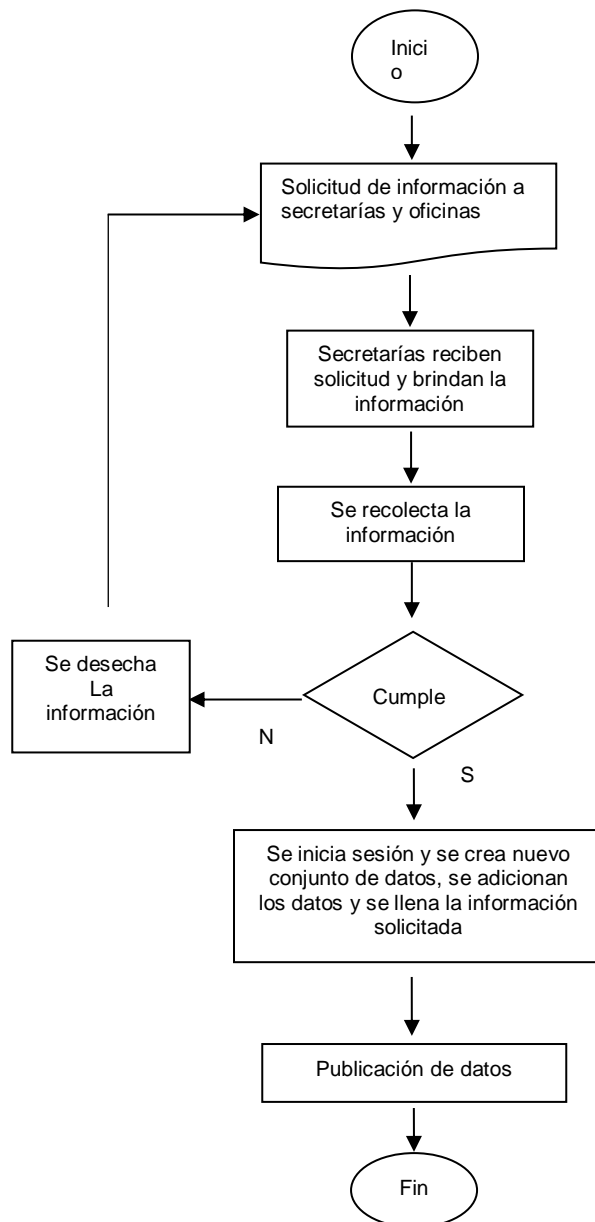 Inici
o
Solicitud de información a
secretarías y oficinas
Secretarías reciben
solicitud y brindan la
información
Se recolecta la
información
Cumple
Se desecha
La
información
N
S
Se inicia sesión y se crea nuevo
conjunto de datos, se adicionan
los datos y se llena la información
solicitada
Publicación de datos
Fin